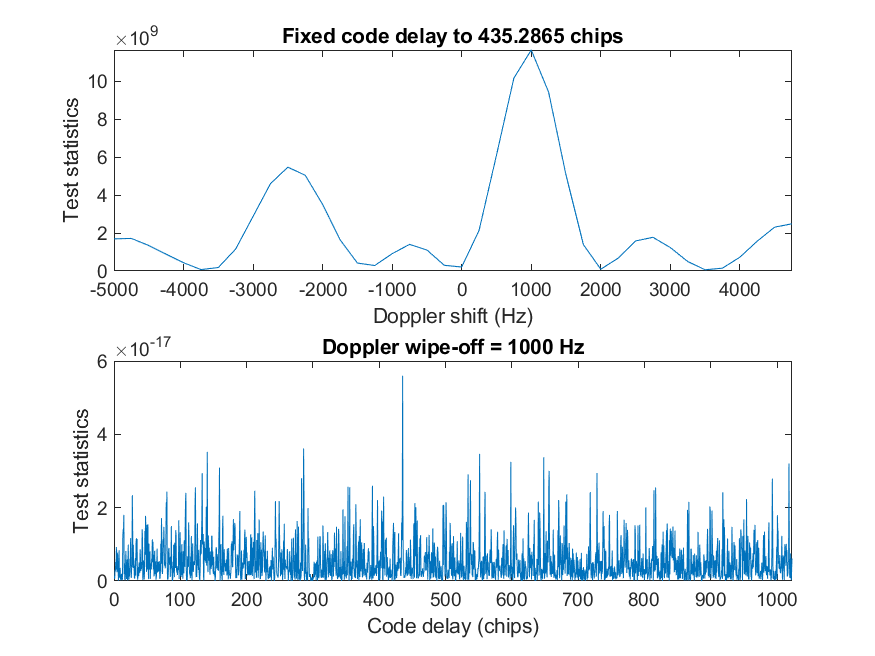 ×10^9
Fixed code delay to 435.2865 chips
Test statistics
10
8
6
4
2
0
-5000 -4000 -3000 -2000 -1000 0 1000 2000 3000 4000
Doppler shift (Hz)
×10^-17
Doppler wipe-off = 1000 Hz
Test statistics
6
4
2
0
0 100 200 300 400 500 600 700 800 900 1000
Code delay (chips)